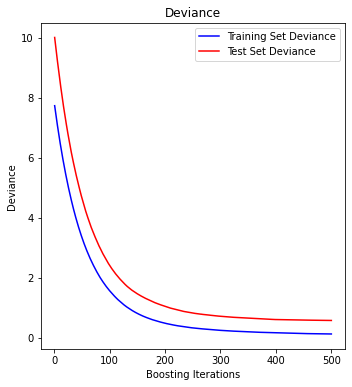 Deviance
Training Set Deviance
Test Set Deviance
Deviance
10
8
6
4
2
0
0 100 200 300 400 500
Boosting Iterations